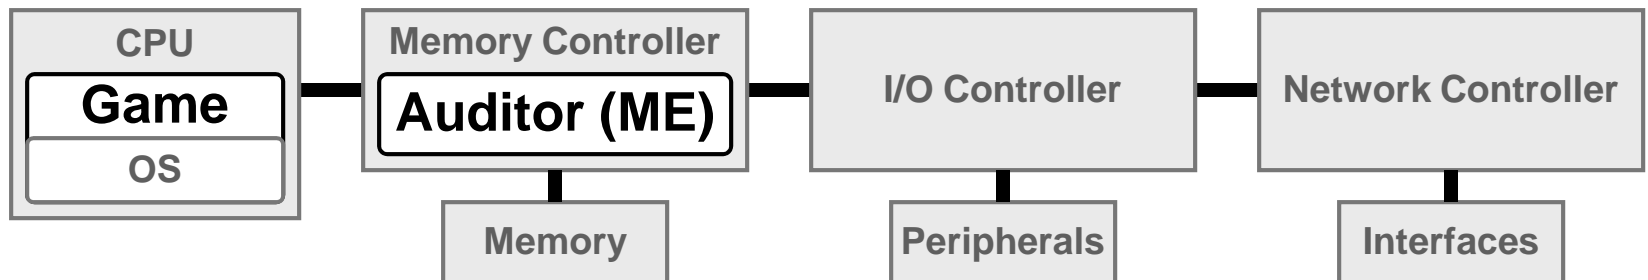 CPU
Game
OS
Memory Controller
Auditor (ME)
Memory
I/O Controller
Peripherals
Network Controller
Interfaces